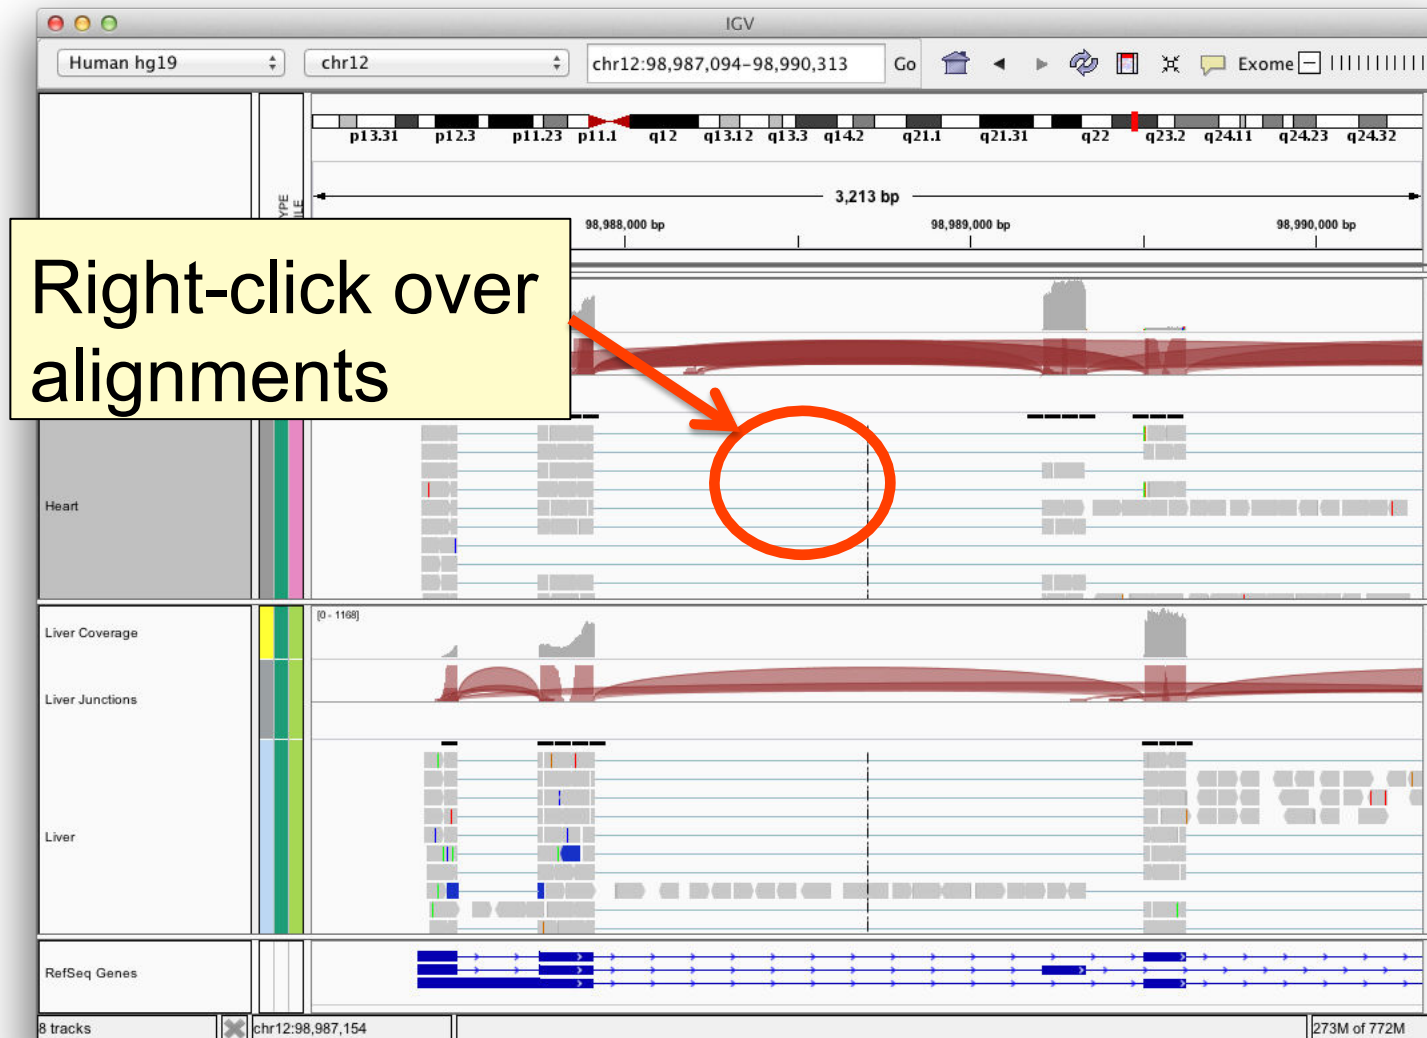 IGV
Human hg19
chr12
chr12:98,987,094-98,990,313
Go
Exome
p13.31 p12.3 p11.23 p11.1 q12 q13.12 q13.3 q14.2 q21.1 q21.31 q22 q23.2 q24.11 q24.23 q24.32
3,213 bp
98,988,000 bp 98,989,000 bp 98,990,000 bp
Right-click over
alignments
Heart
Liver Coverage
[0 - 1168]
Liver Junctions
Liver
RefSeq Genes
8 tracks
chr12:98,987,154
273M of 772M